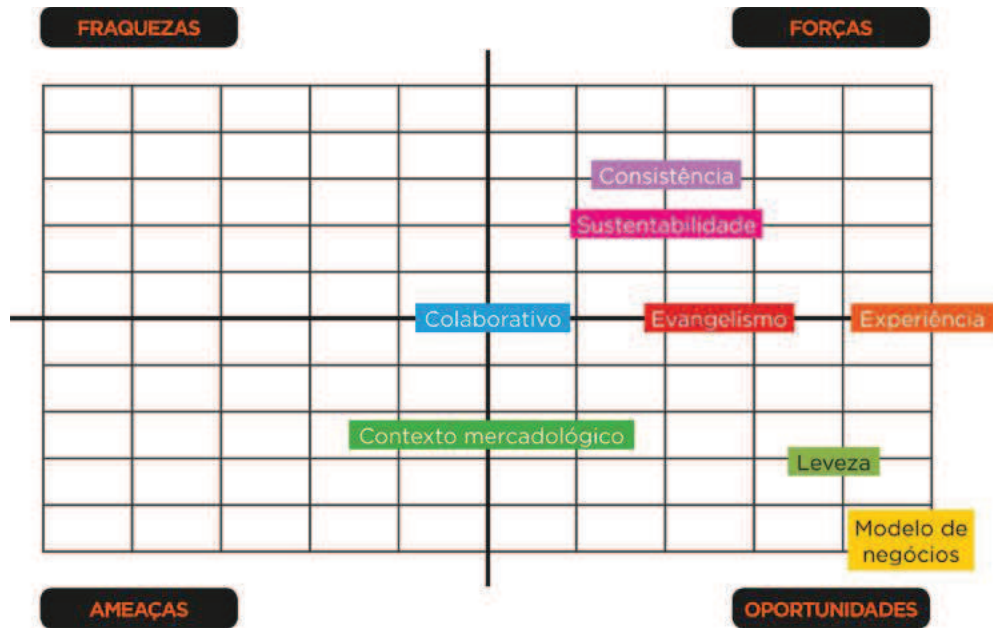 FRAQUEZAS
FORÇAS
Consistência
Sustentabilidade
Colaborativo
Evangelismo
Experiência
Contexto mercadológico
Leveza
Modelo de
negócios
AMEAÇAS
OPORTUNIDADES